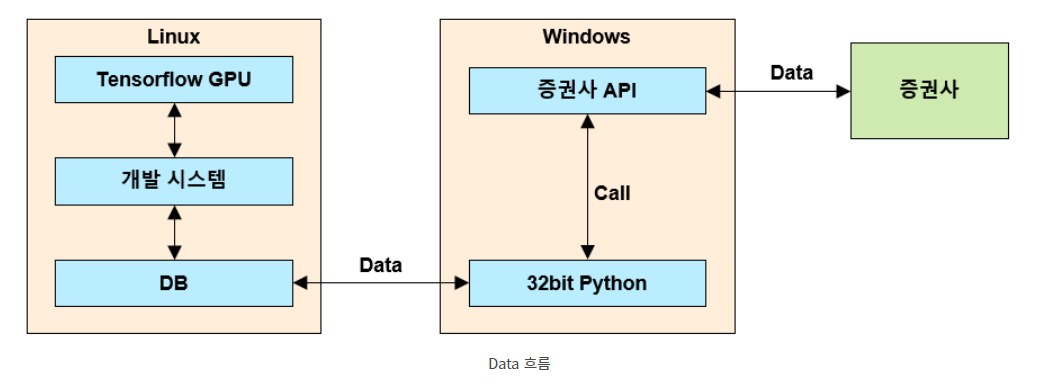 Linux
Tensorflow GPU
개발 시스템
DB
Data
Windows
증권사 API
Call
32bit Python
Data
증권사
Data 흐름